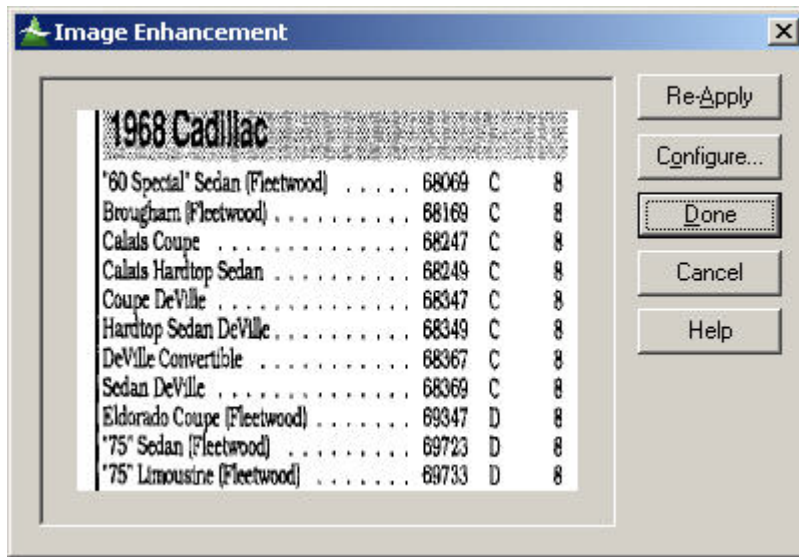 Image Enhancement
1968 Cadillac
"60 Special" Sedan (Fleetwood) . . . . . 68069 C 8
Brougham (Fleetwood) . . . . . . . . . . 68169 C 8
Calais Coupe . . . . . . . . . . . . . . 68247 C 8
Calais Hardtop Sedan . . . . . . . . . . 68249 C 8
Coupe DeVille . . . . . . . . . . . . . . 68347 C 8
Hardtop Sedan DeVille . . . . . . . . . . 68349 C 8
DeVille Convertible . . . . . . . . . . . 68367 C 8
Sedan DeVille . . . . . . . . . . . . . . 68369 C 8
Eldorado Coupe (Fleetwood) . . . . . . . 69347 D 8
"75" Sedan (Fleetwood) . . . . . . . . . 69723 D 8
"75" Limousine (Fleetwood) . . . . . . . 69733 D 8
Re-Apply
Configure...
Done
Cancel
Help